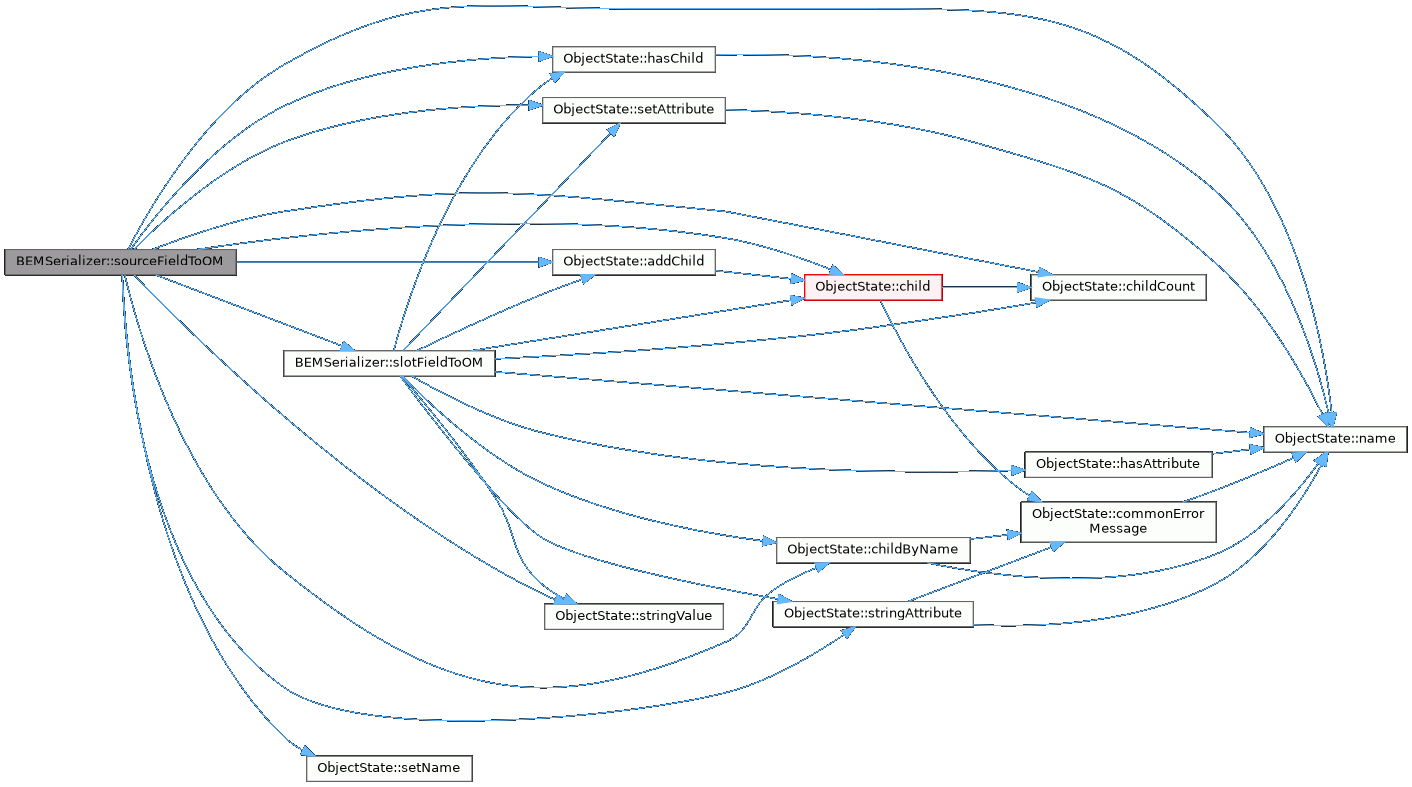 ObjectState::hasChild
ObjectState::setAttribute
BEMSerializer::sourceFieldToOM
ObjectState::addChild
ObjectState::child
ObjectState::childCount
BEMSerializer::slotFieldToOM
ObjectState::name
ObjectState::hasAttribute
ObjectState::commonError
Message
ObjectState::childByName
ObjectState::stringValue
ObjectState::stringAttribute
ObjectState::setName